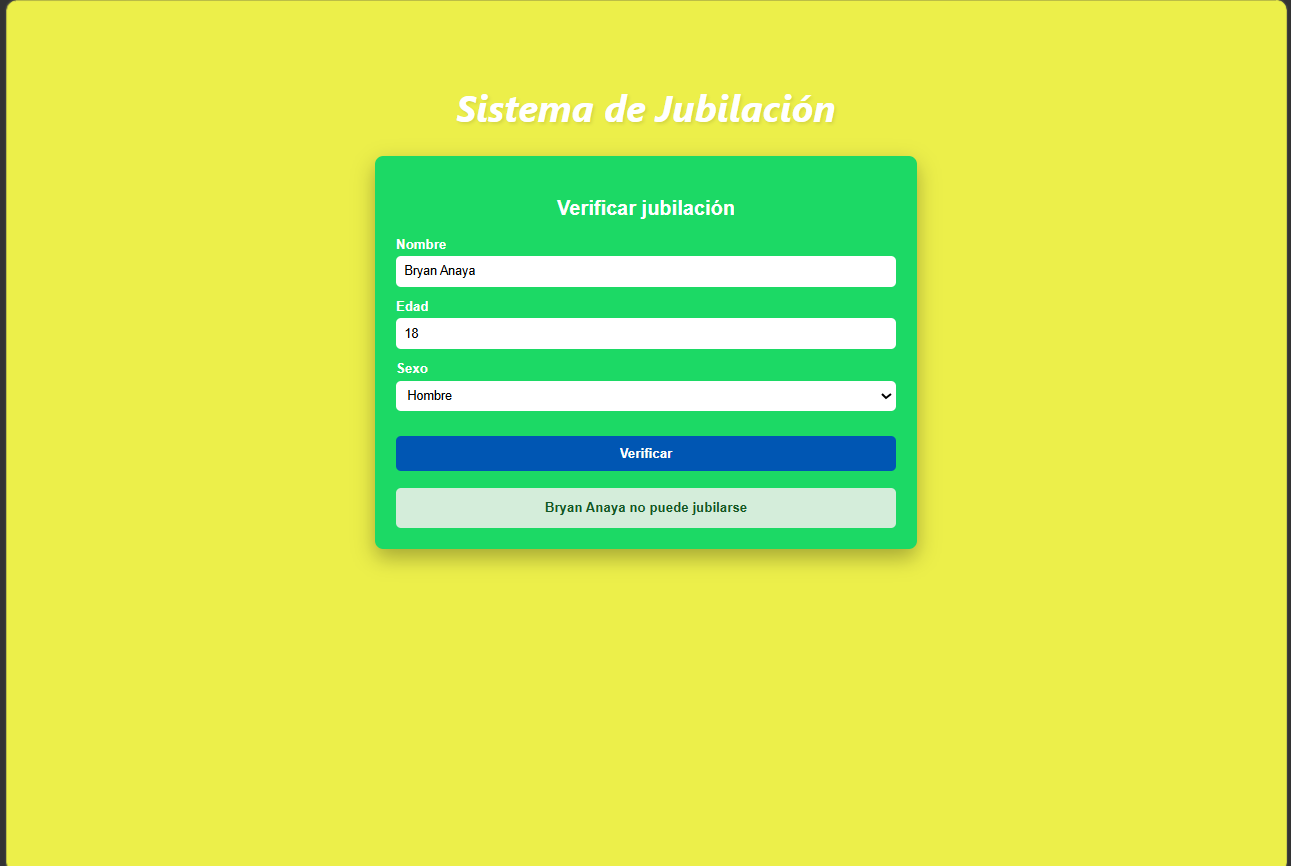 Sistema de Jubilación
Verificar jubilación
Nombre
Bryan Anaya
Edad
18
Sexo
Hombre
Verificar
Bryan Anaya no puede jubilarse